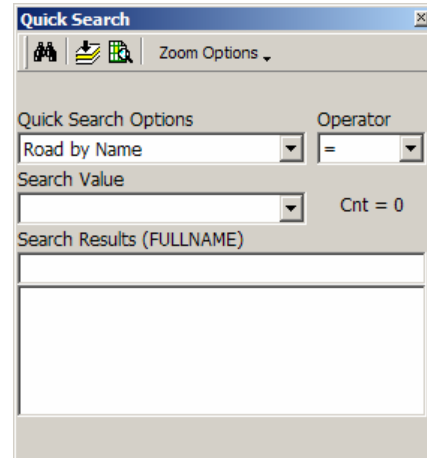 Quick Search
Zoom Options
Quick Search Options Operator
Road by Name =
Search Value
Cnt = 0
Search Results (FULLNAME)